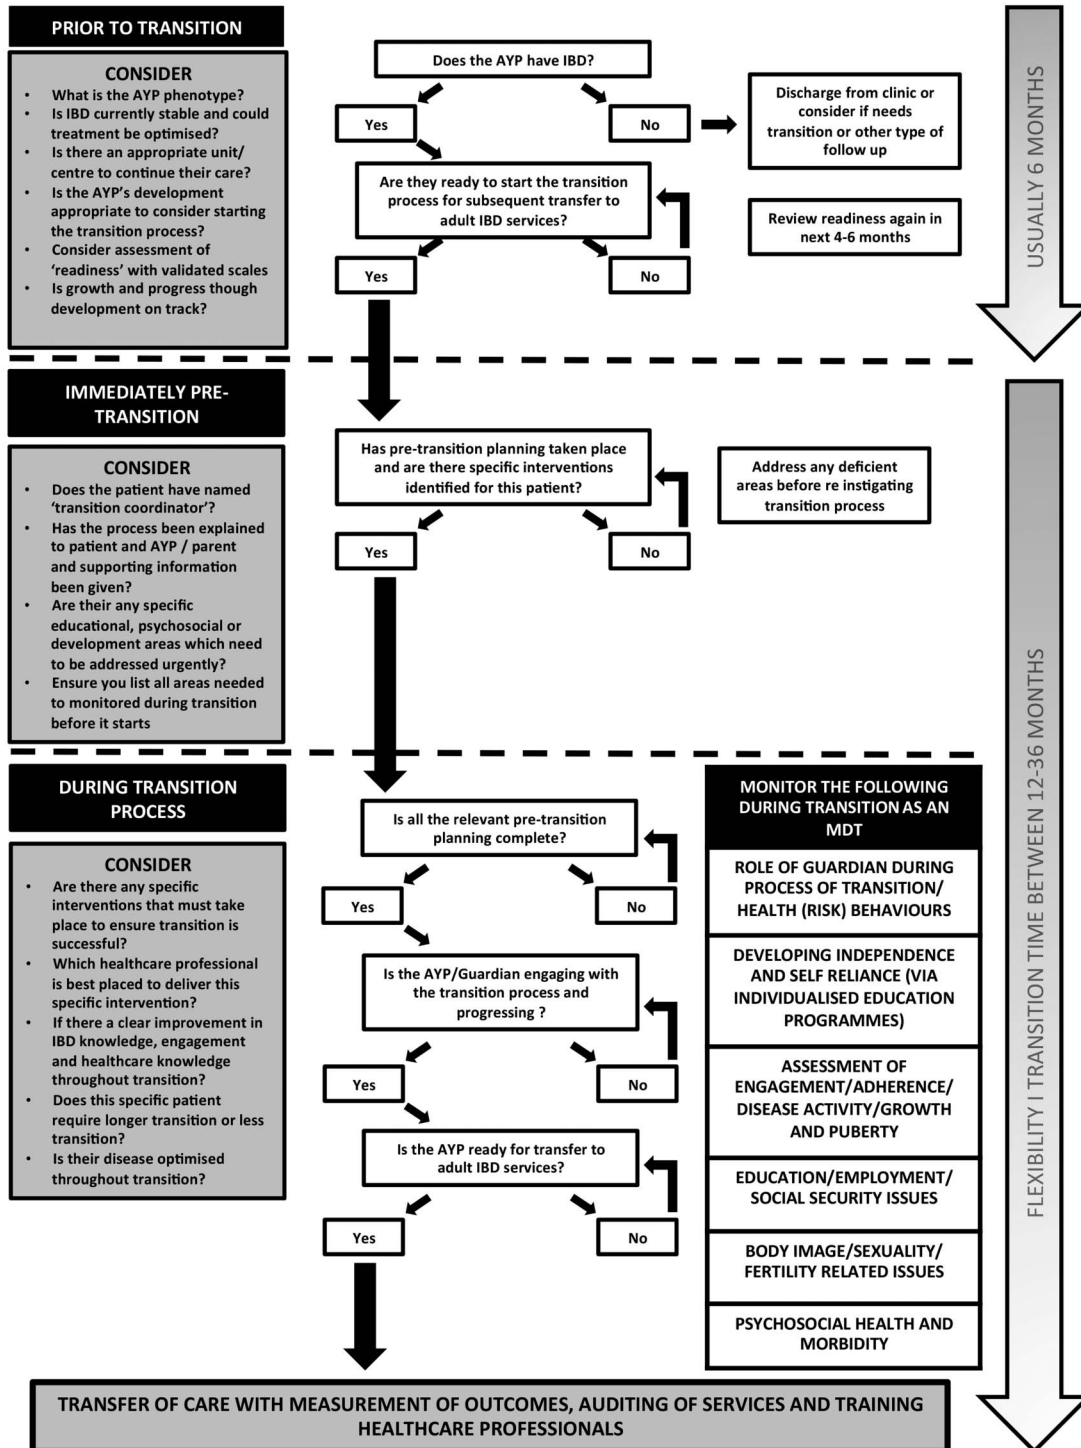 PRIOR TO TRANSITION
CONSIDER
• What is the AYP phenotype?
• Is IBD currently stable and could
treatment be optimised?
• Is there an appropriate unit/
centre to continue their care?
• Is the AYP's development
appropriate to consider starting
the transition process?
• Consider assessment of
'readiness' with validated scales
• Is growth and progress though
development on track?
Does the AYP have IBD?
Yes
No
Discharge from clinic or
consider if needs
transition or other type of
follow up
Are they ready to start the transition
process for subsequent transfer to
adult IBD services?
Review readiness again in
next 4-6 months
Yes
No
USUALLY 6 MONTHS
IMMEDIATELY PRE-
TRANSITION
CONSIDER
• Does the patient have named
'transition coordinator'?
• Has the process been explained
to patient and AYP / parent
and supporting information
been given?
• Are their any specific
educational, psychosocial or
development areas which need
to be addressed urgently?
• Ensure you list all areas needed
to monitored during transition
before it starts
Has pre-transition planning taken place
and are there specific interventions
identified for this patient?
Address any deficient
areas before re instigating
transition process
Yes
No
DURING TRANSITION
PROCESS
CONSIDER
• Are there any specific
interventions that must take
place to ensure transition is
successful?
• Which healthcare professional
is best placed to deliver this
specific intervention?
• If there a clear improvement in
IBD knowledge, engagement
and healthcare knowledge
throughout transition?
• Does this specific patient
require longer transition or less
transition?
• Is their disease optimised
throughout transition?
Is all the relevant pre-transition
planning complete?
Yes
No
Is the AYP/Guardian engaging with
the transition process and
progressing ?
Yes
No
Is the AYP ready for transfer to
adult IBD services?
Yes
No
MONITOR THE FOLLOWING
DURING TRANSITION AS AN
MDT
ROLE OF GUARDIAN DURING
PROCESS OF TRANSITION/
HEALTH (RISK) BEHAVIOURS
DEVELOPING INDEPENDENCE
AND SELF RELIANCE (VIA
INDIVIDUALISED EDUCATION
PROGRAMMES)
ASSESSMENT OF
ENGAGEMENT/ADHERENCE/
DISEASE ACTIVITY/GROWTH
AND PUBERTY
EDUCATION/EMPLOYMENT/
SOCIAL SECURITY ISSUES
BODY IMAGE/SEXUALITY/
FERTILITY RELATED ISSUES
PSYCHOSOCIAL HEALTH AND
MORBIDITY
FLEXIBILITY I TRANSITION TIME BETWEEN 12-36 MONTHS
TRANSFER OF CARE WITH MEASUREMENT OF OUTCOMES, AUDITING OF SERVICES AND TRAINING
HEALTHCARE PROFESSIONALS